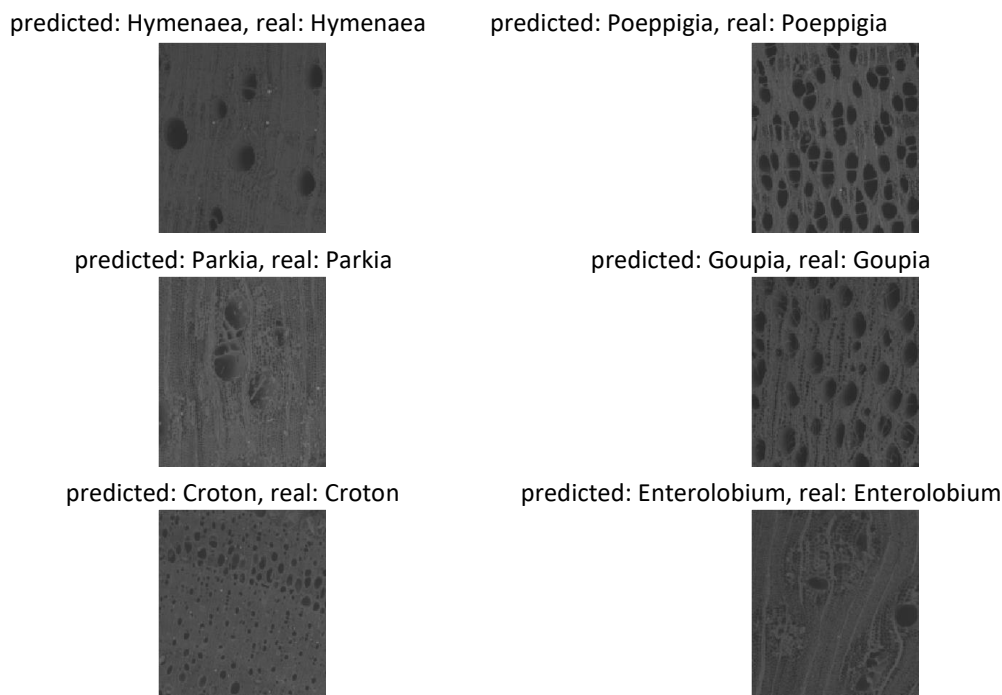 predicted: Hymenaea, real: Hymenaea
predicted: Poeppigia, real: Poeppigia
predicted: Parkia, real: Parkia
predicted: Goupia, real: Goupia
predicted: Croton, real: Croton
predicted: Enterolobium, real: Enterolobium